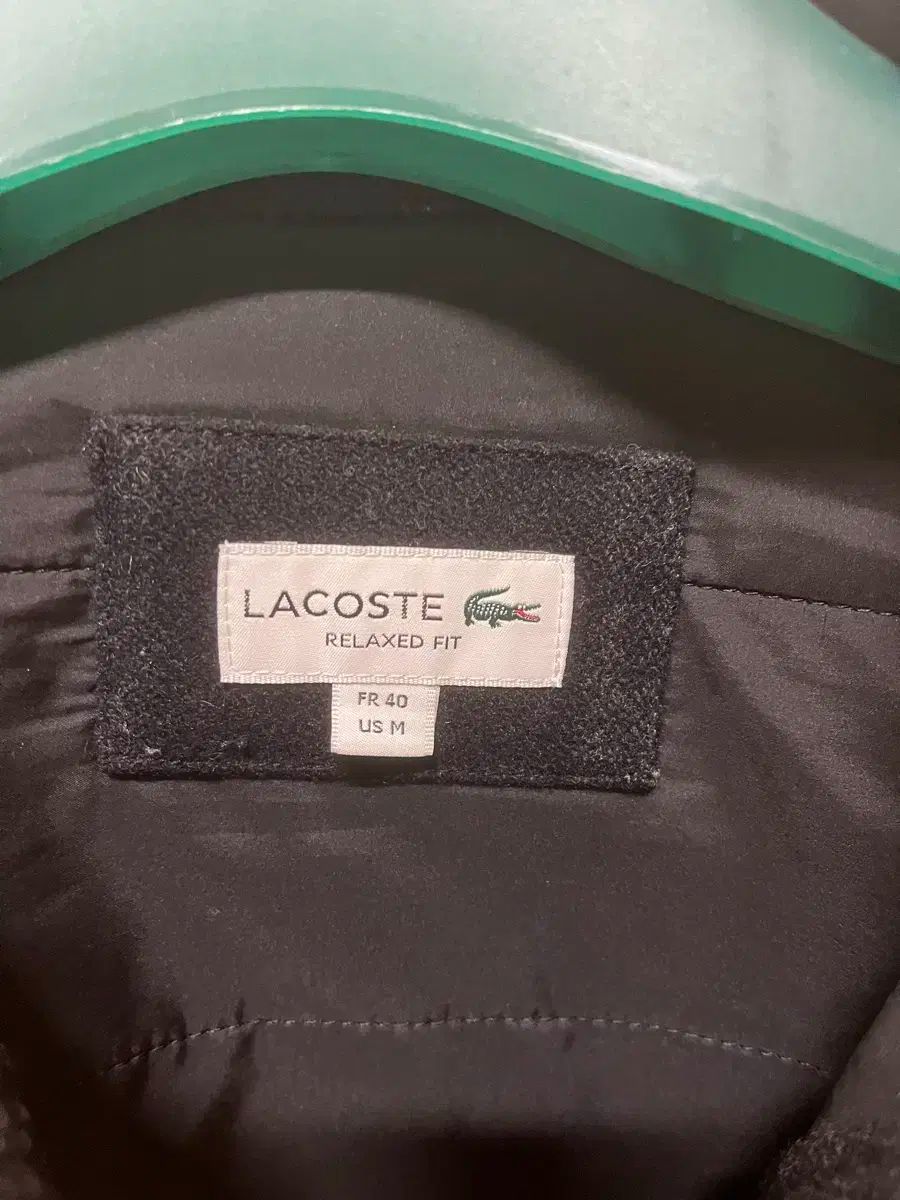 LACOSTE
RELAXED FIT
FR 40
US M